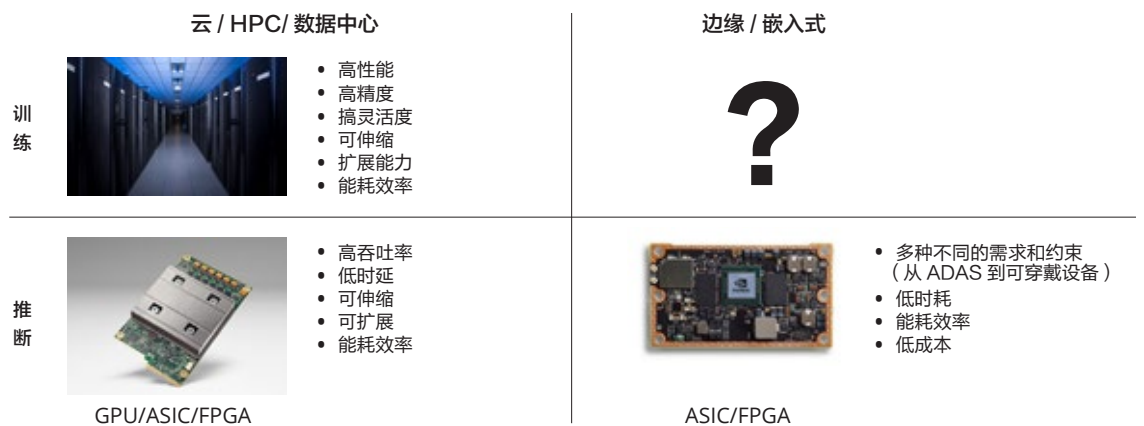 云 / HPC/ 数据中心
边缘 / 嵌入式
训
练
• 高性能
• 高精度
• 搞灵活度
• 可伸缩
• 扩展能力
• 能耗效率
?
推
断
• 高吞吐率
• 低时延
• 可伸缩
• 可扩展
• 能耗效率
GPU/ASIC/FPGA
• 多种不同的需求和约束
（从 ADAS 到可穿戴设备）
• 低时耗
• 能耗效率
• 低成本
ASIC/FPGA